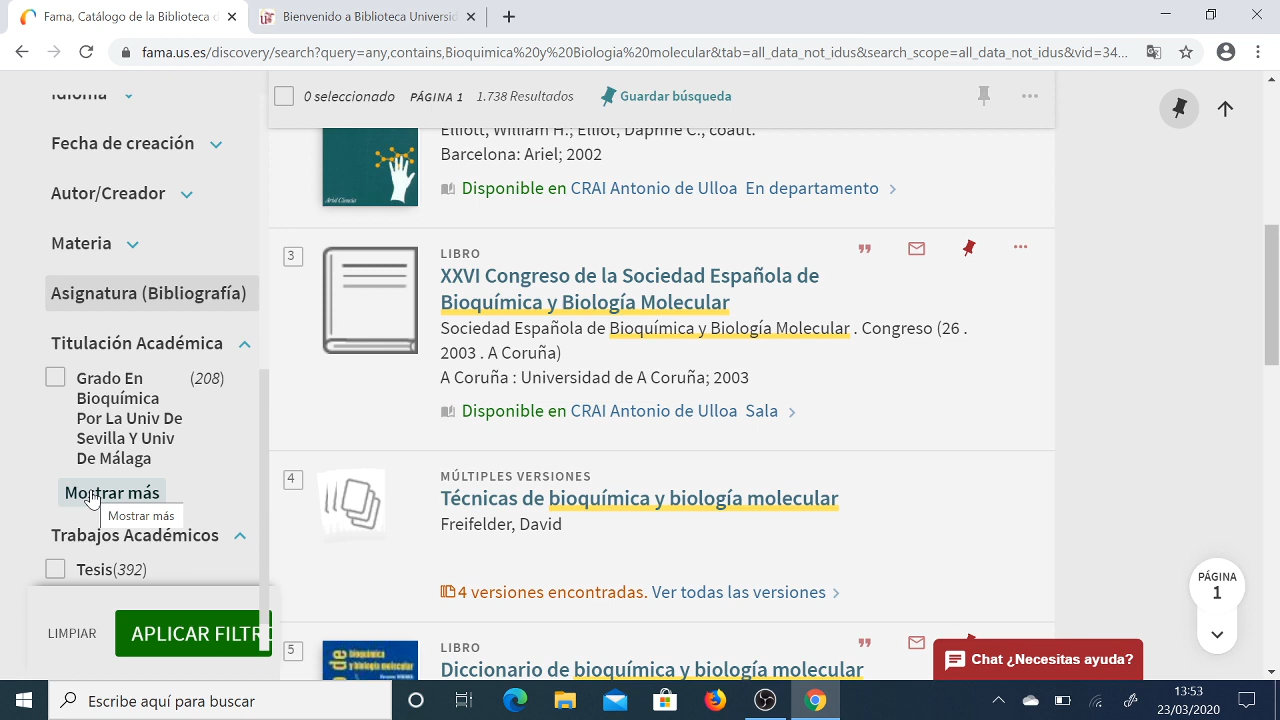 Fama, Catálogo de la Biblioteca d
Bienvenido a Biblioteca Universid
fama.us.es/discovery/search?query=any,contains,Bioquimica%20y%20Biologia%20molecular&tab=all_data_not_idus&search_scope=all_data_not_idus&vid=34...
Idioma
Fecha de creación
Autor/Creador
Materia
Asignatura (Bibliografía)
Titulación Académica
Grado En (208)
Bioquímica
Por La Univ De
Sevilla Y Univ
De Málaga
Mostrar más
Mostrar más
Trabajos Académicos
Tesis(392)
LIMPIAR
APLICAR FILTR
0 seleccionado PÁGINA 1 1.738 Resultados Guardar búsqueda
Elliott, William H.; Elliot, Daphne C., coaut.
Barcelona: Ariel; 2002
Disponible en CRAI Antonio de Ulloa En departamento
Ariel Ciencia
3
LIBRO
XXVI Congreso de la Sociedad Española de
Bioquímica y Biología Molecular
Sociedad Española de Bioquímica y Biología Molecular . Congreso (26 .
2003 . A Coruña)
A Coruña : Universidad de A Coruña; 2003
Disponible en CRAI Antonio de Ulloa Sala
4
MÚLTIPLES VERSIONES
Técnicas de bioquímica y biología molecular
Freifelder, David
4 versiones encontradas. Ver todas las versiones
5
LIBRO
Diccionario de bioquímica y biología molecular
bioquímica
y biología molecular
PÁGINA
1
Chat ¿Necesitas ayuda?
Escribe aquí para buscar
13:53
23/03/2020